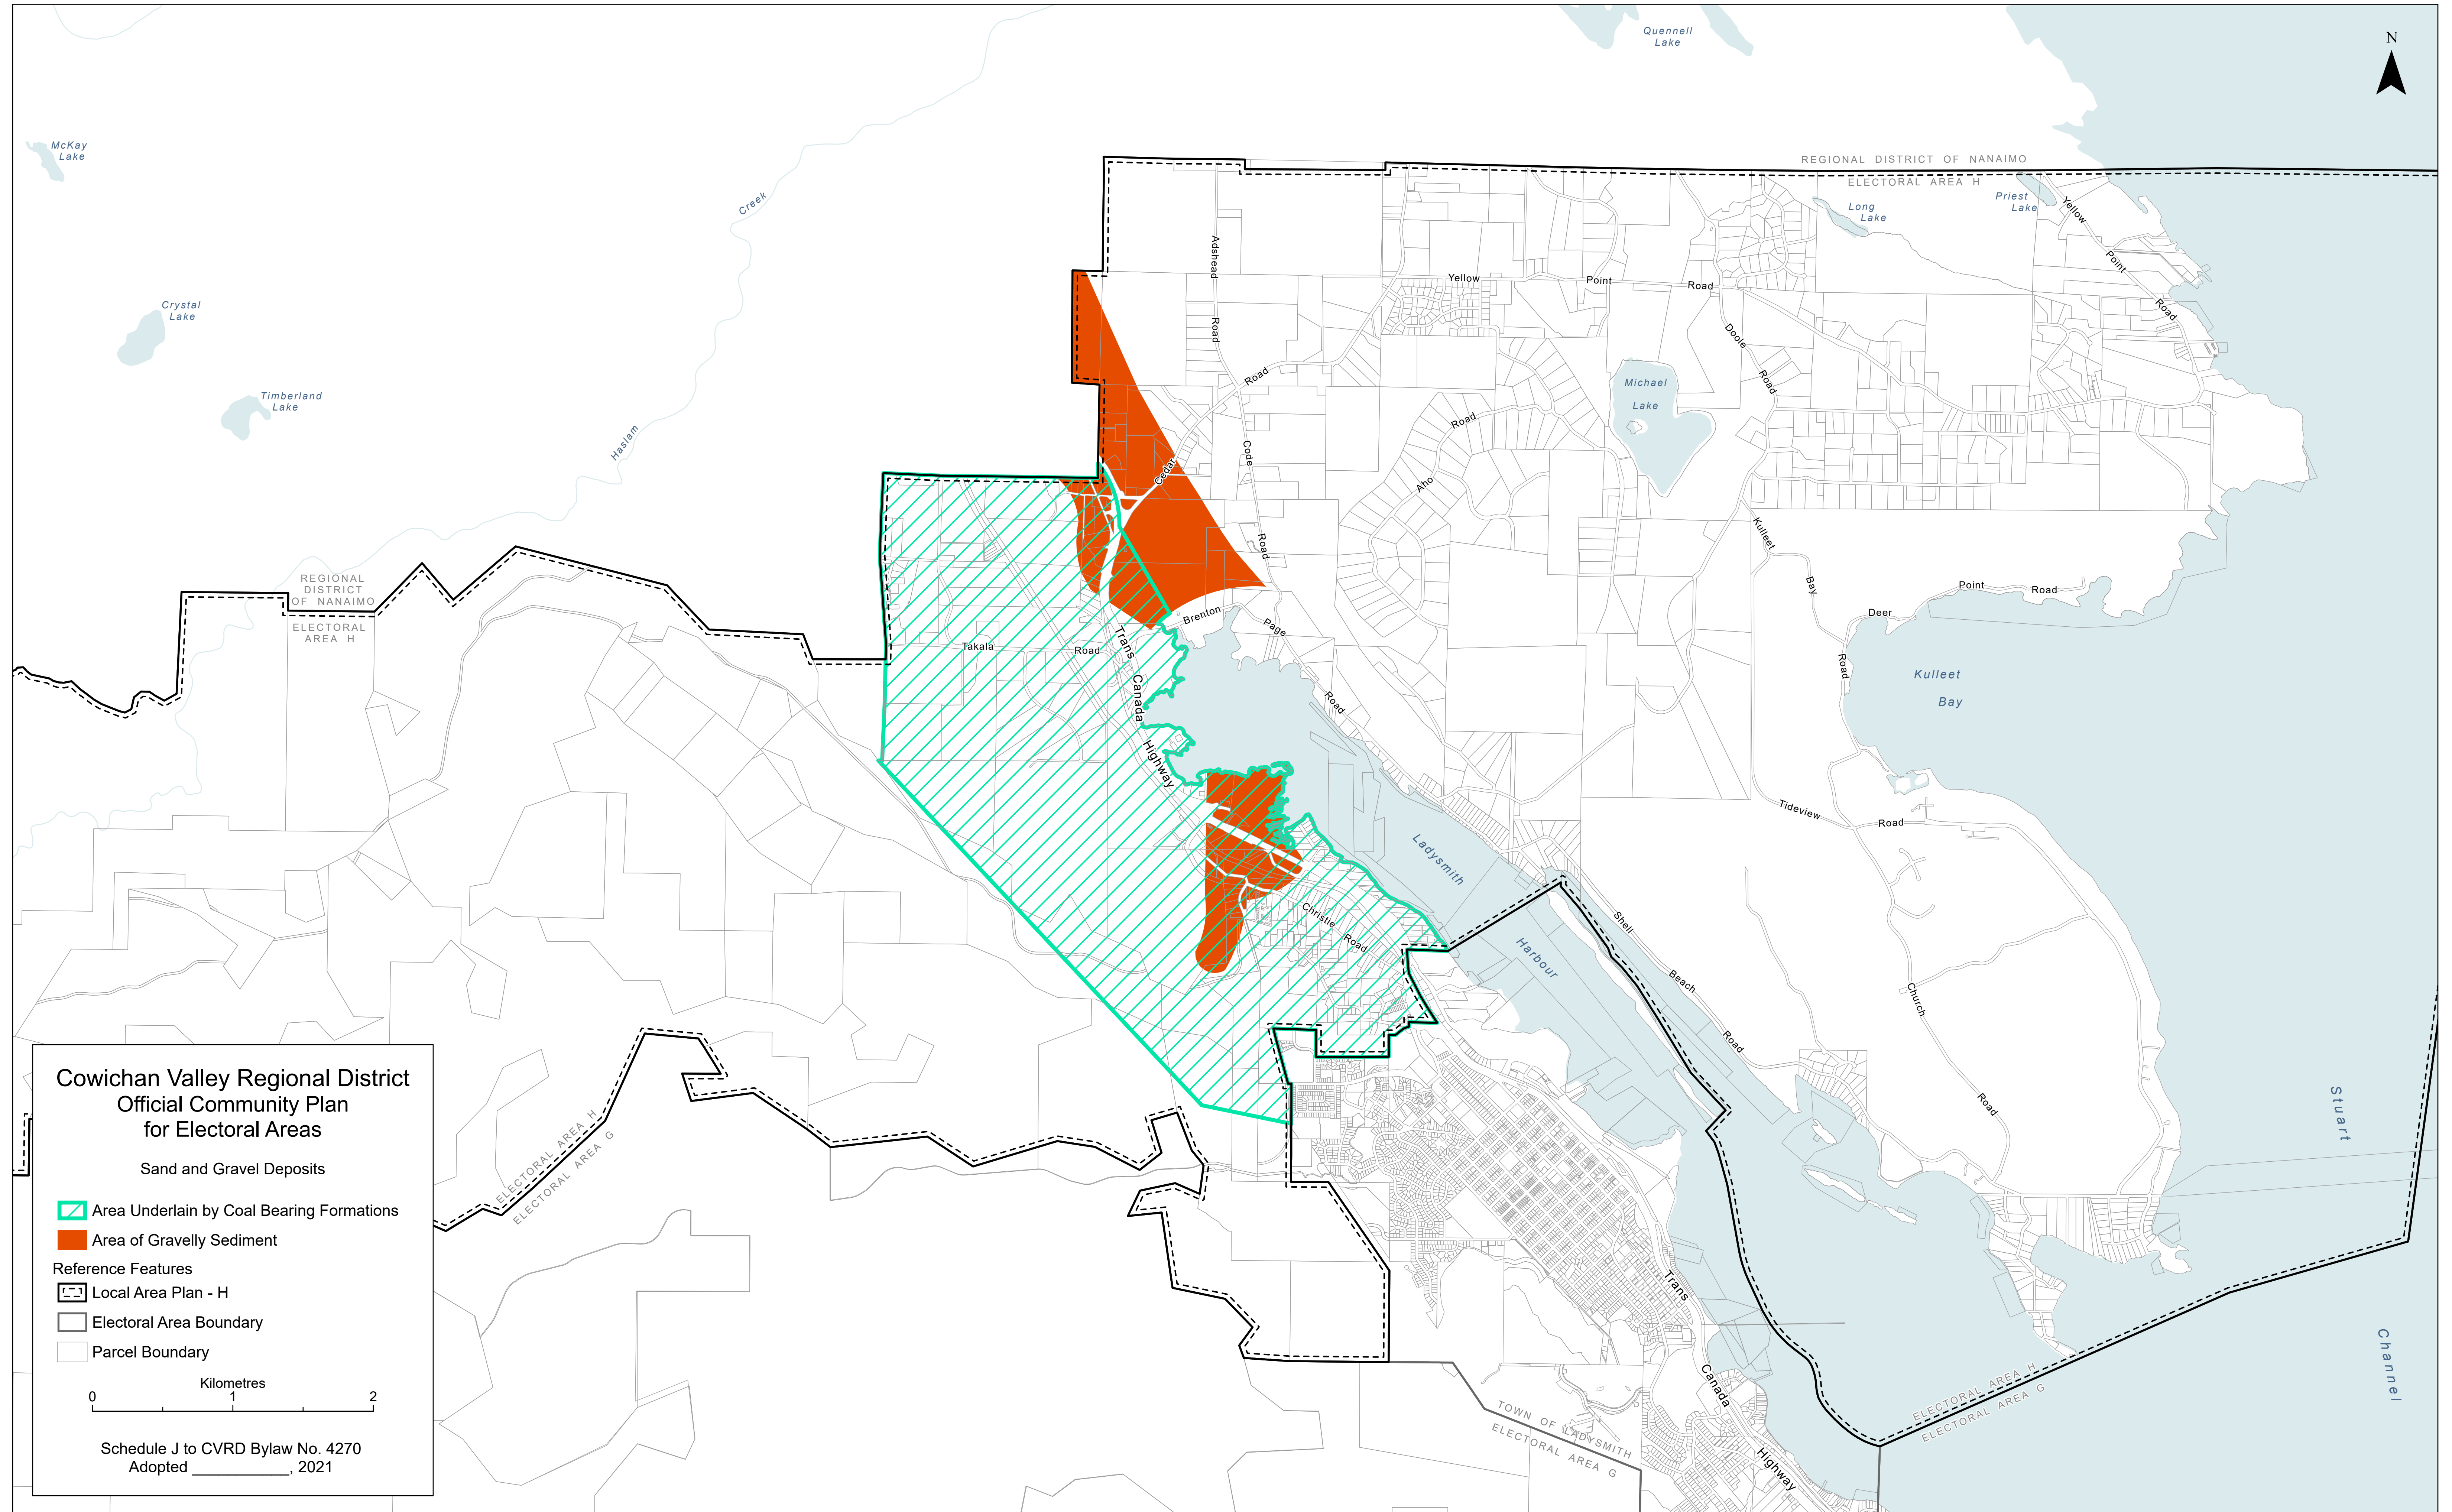 Quennell
Lake
N
McKay
Lake
REGIONAL DISTRICT OF NANAIMO
ELECTORAL AREA H
Priest
Lake
Long
Lake
Yellow
Point
Road
Creek
Adshead
Road
Yellow
Point
Road
Crystal
Lake
Doole
Road
Cedar
Road
Michael
Lake
Timberland
Lake
Haslam
Code
Road
Aho
Road
Kulleet
Bay
Road
Deer
Point
Road
REGIONAL
DISTRICT
OF NANAIMO
ELECTORAL
AREA H
Brenton
Page
Road
Takala
Road
Trans
Canada
Highway
Kulleet
Bay
Tideview
Road
Ladysmith
Harbour
Christie
Road
Shell
Beach
Road
Church
Road
Stuart
Channel
ELECTORAL AREA H
ELECTORAL AREA G
Trans
Canada
Highway
ELECTORAL AREA H
ELECTORAL AREA G
TOWN OF LADYSMITH
ELECTORAL AREA G
Cowichan Valley Regional District
Official Community Plan
for Electoral Areas
Sand and Gravel Deposits
Area Underlain by Coal Bearing Formations
Area of Gravelly Sediment
Reference Features
Local Area Plan - H
Electoral Area Boundary
Parcel Boundary
Kilometres
0 1 2
Schedule J to CVRD Bylaw No. 4270
Adopted ____________, 2021